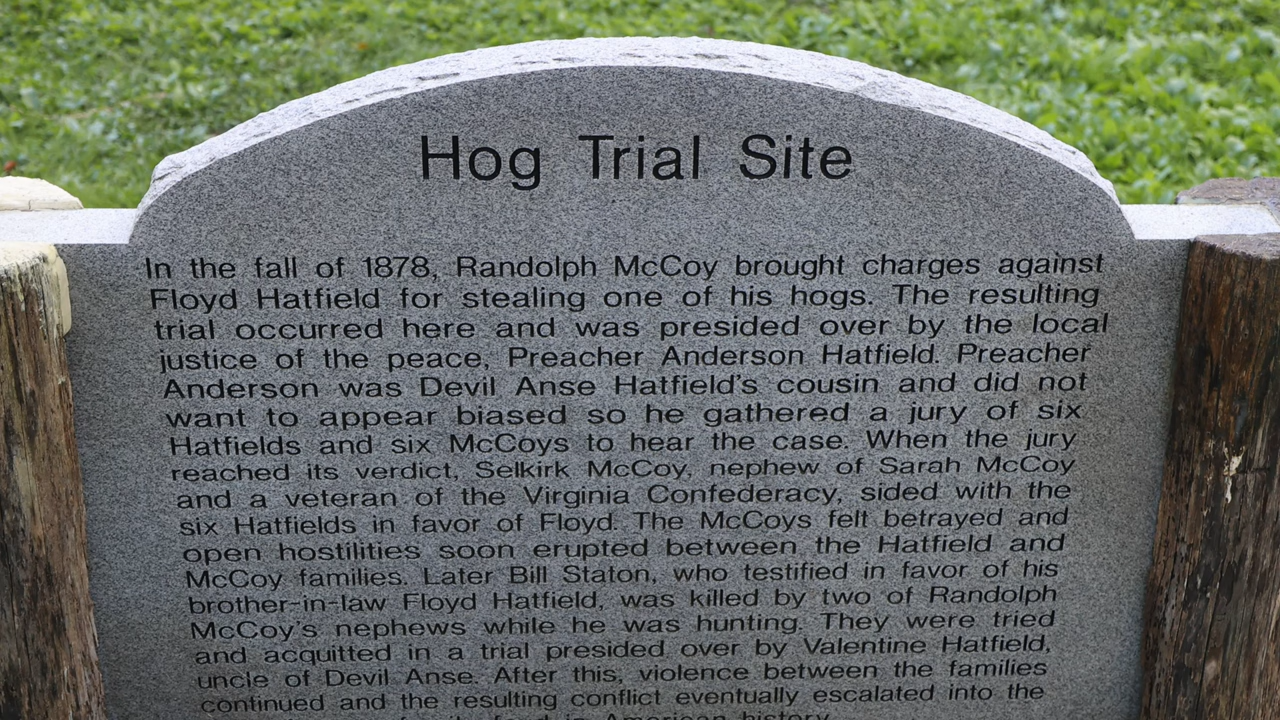 Hog Trial Site
In the fall of 1878, Randolph McCoy brought charges against
Floyd Hatfield for stealing one of his hogs. The resulting
trial occurred here and was presided over by the local
justice of the peace, Preacher Anderson Hatfield. Preacher
Anderson was Devil Anse Hatfield's cousin and did not
want to appear biased so he gathered a jury of six
Hatfields and six McCoys to hear the case. When the jury
reached its verdict, Selkirk McCoy, nephew of Sarah McCoy
and a veteran of the Virginia Confederacy, sided with the
six Hatfields in favor of Floyd. The McCoys felt betrayed and
open hostilities soon erupted between the Hatfield and
McCoy families. Later Bill Staton, who testified in favor of his
brother-in-law Floyd Hatfield, was killed by two of Randolph
McCoy's nephews while he was hunting. They were tried
and acquitted in a trial presided over by Valentine Hatfield,
uncle of Devil Anse. After this, violence between the families
continued and the resulting conflict eventually escalated into the
family feud in American history.